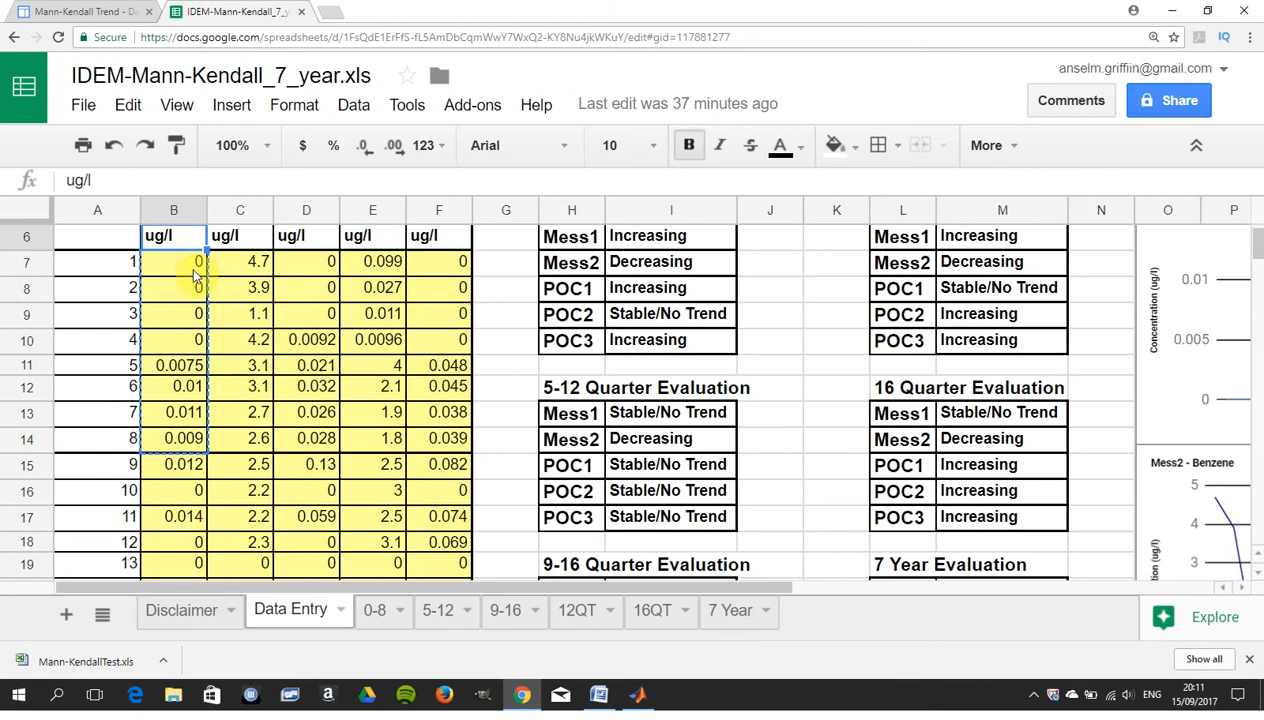 Mann-Kendall Trend - Da
IDEM-Mann-Kendall_7_y
Secure https://docs.google.com/spreadsheets/d/1FsQdE1ErFfS-fL5AmDbCqmWwY7WxQ2-KY8Nu4jkWKuY/edit#gid=117881277
IQ
IDEM-Mann-Kendall_7_year.xls
anselm.griffiin@gmail.com
File Edit View Insert Format Data Tools Add-ons Help Last edit was 37 minutes ago
Comments Share
100% $ % .0 .00 123 Arial 10 B I S A More
fx ug/l
A B C D E F G H I J K L M N O P
6 ug/l ug/l ug/l ug/l ug/l Mess1 Increasing Mess1 Increasing
7 1 0 4.7 0 0.099 0 Mess2 Decreasing Mess2 Decreasing
8 2 0 3.9 0 0.027 0 POC1 Increasing POC1 Stable/No Trend
9 3 0 1.1 0 0.011 0 POC2 Stable/No Trend POC2 Increasing
10 4 0 4.2 0.0092 0.0096 0 POC3 Increasing POC3 Increasing
11 5 0.0075 3.1 0.021 4 0.048
12 6 0.01 3.1 0.032 2.1 0.045 5-12 Quarter Evaluation 16 Quarter Evaluation
13 7 0.011 2.7 0.026 1.9 0.038 Mess1 Stable/No Trend Mess1 Stable/No Trend
14 8 0.009 2.6 0.028 1.8 0.039 Mess2 Decreasing Mess2 Decreasing
15 9 0.012 2.5 0.13 2.5 0.082 POC1 Stable/No Trend POC1 Increasing
16 10 0 2.2 0 3 0 POC2 Stable/No Trend POC2 Increasing
17 11 0.014 2.2 0.059 2.5 0.074 POC3 Stable/No Trend POC3 Increasing
18 12 0 2.3 0 3.1 0.069
19 13 0 0 0 0 0 9-16 Quarter Evaluation 7 Year Evaluation
Concentration (ug/l)
0.01
0.005
0
Mess2 - Benzene
5
4
3
tion (ug/l)
Disclaimer Data Entry 0-8 5-12 9-16 12QT 16QT 7 Year Explore
Mann-KendallTest.xls Show all
ENG
20:11
15/09/2017